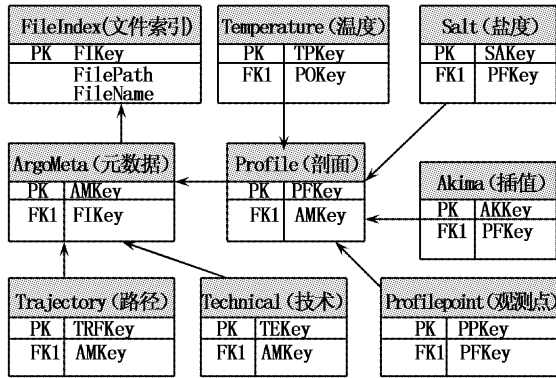 FileIndex(文件索引)
PK FIKey
FilePath
FileName
Temperature(温度)
PK TPKey
FK1 POKey
Salt(盐度)
PK SAKey
FK1 PFKey
ArgoMeta(元数据)
PK AMKey
FK1 FIKey
Profile(剖面)
PK PFKey
FK1 AMKey
Akima(插值)
PK AKKey
FK1 PFKey
Trajectory(路径)
PK TRFKey
FK1 AMKey
Technical(技术)
PK TEKey
FK1 AMKey
Profilepoint(观测点)
PK PPKey
FK1 PFKey